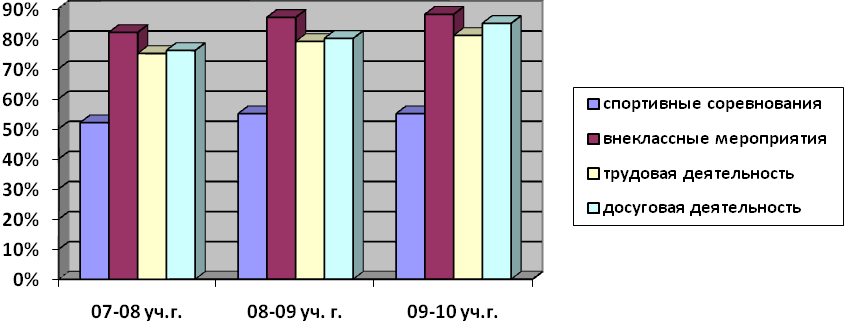 90%
80%
70%
60%
50%
40%
30%
20%
10%
0%
07-08 уч.г.
08-09 уч. г.
09-10 уч.г.
спортивные соревнования
внеклассные мероприятия
трудовая деятельность
досуговая деятельность